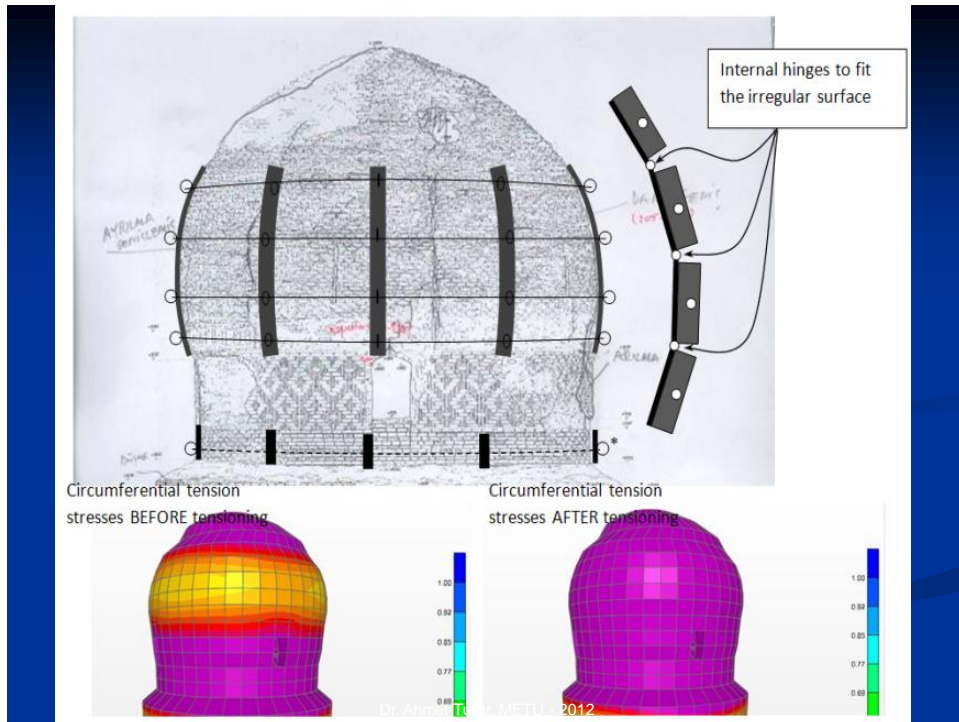 Internal hinges to fit
the irregular surface
AYRILMA
*
Circumferential tension
stresses BEFORE tensioning
Circumferential tension
stresses AFTER tensioning
1.00
0.92
0.85
0.77
0.69
1.00
0.92
0.85
0.77
0.69
Dr. Ahmet Turer, METU - 2012